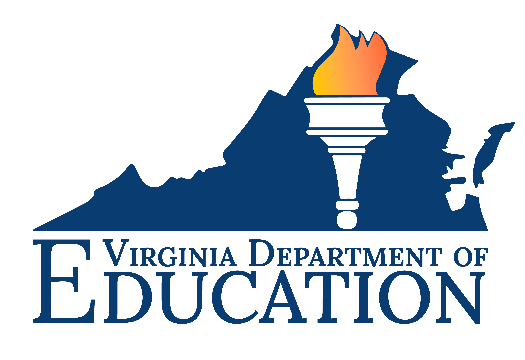 VIRGINIA DEPARTMENT OF
EDUCATION